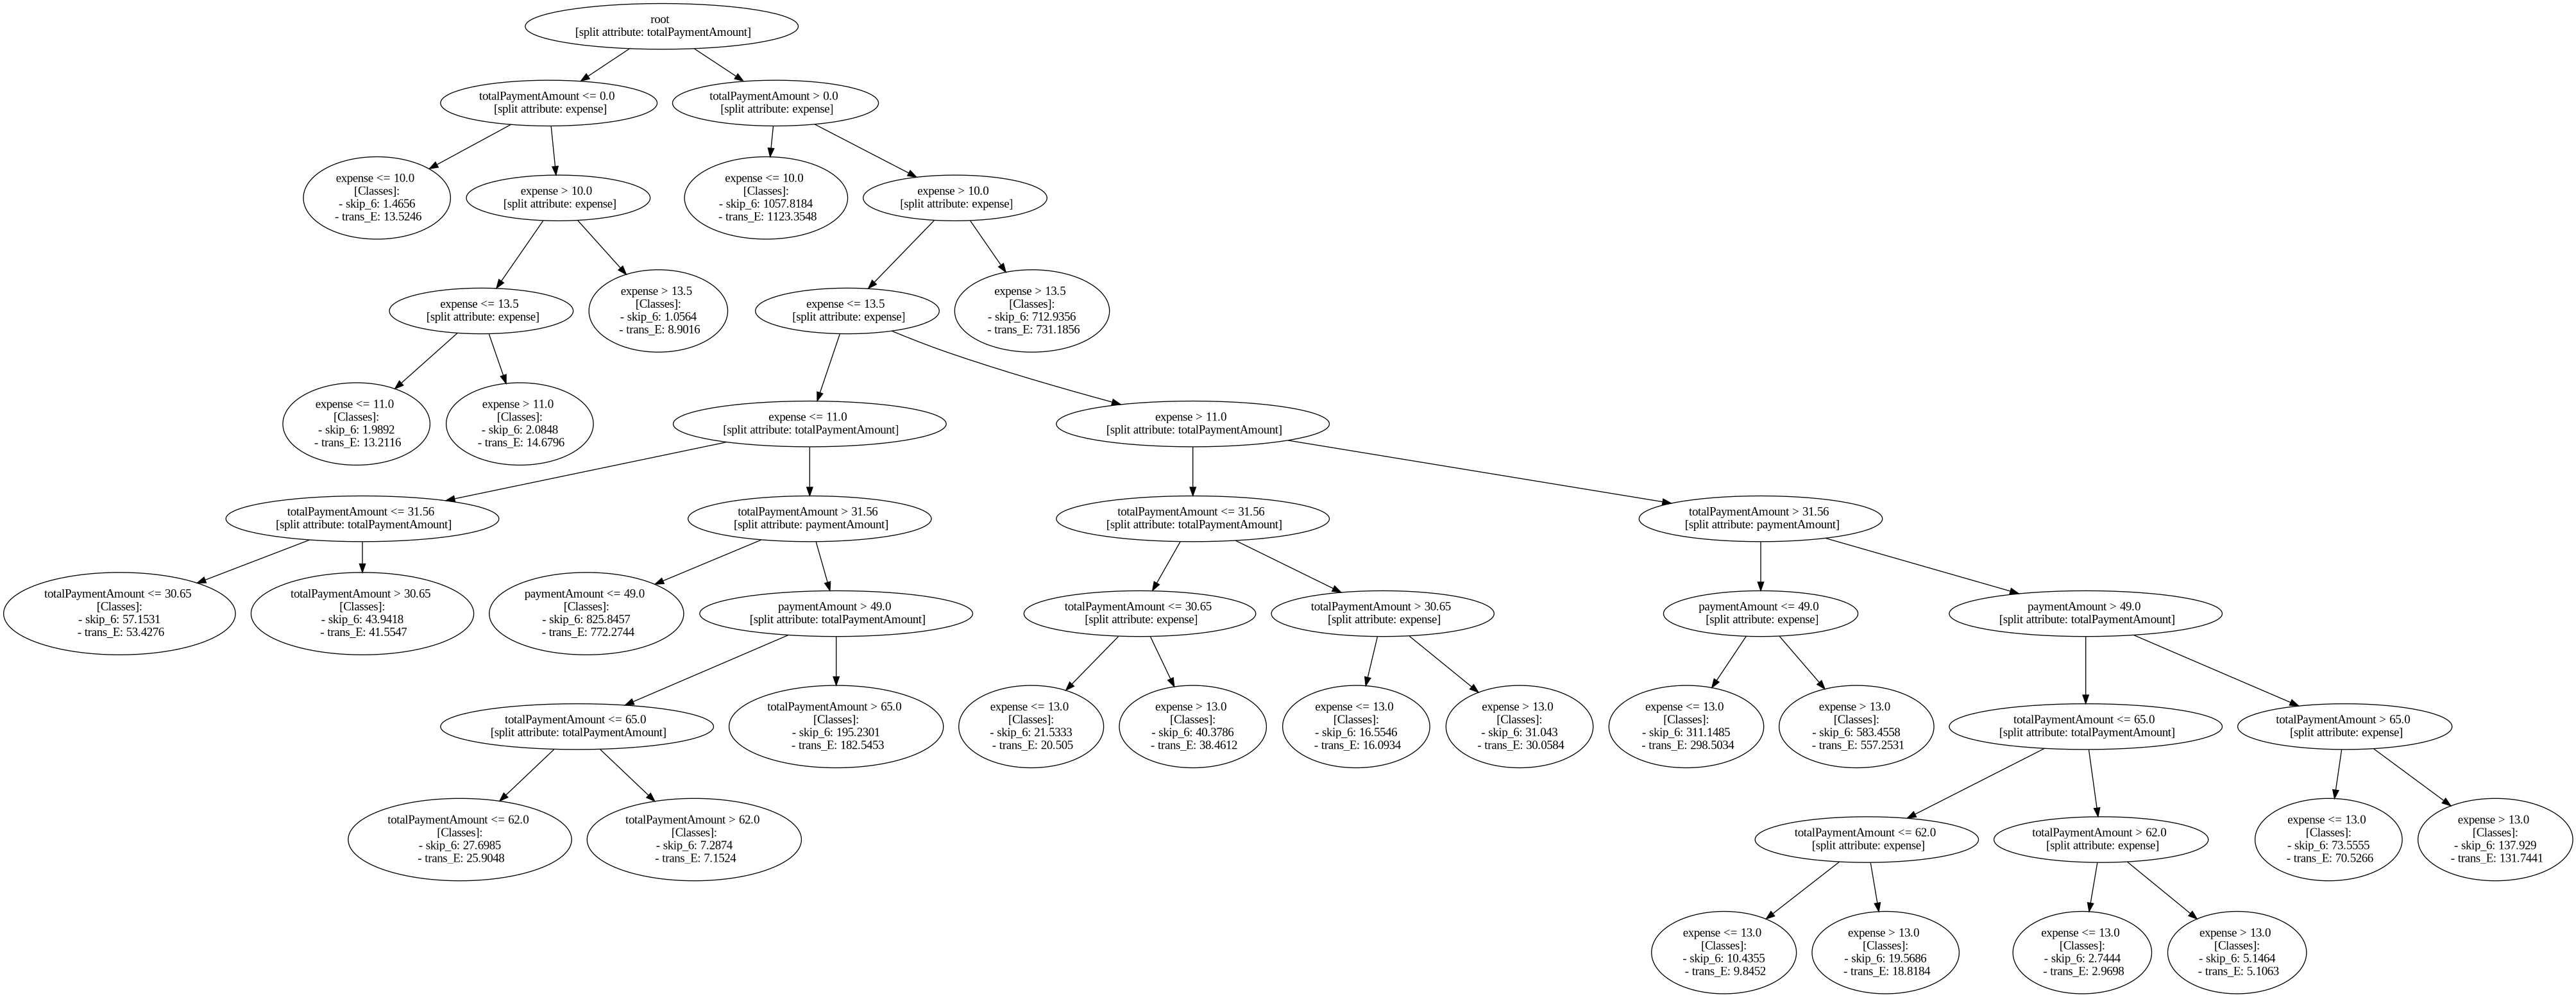 root
[split attribute: totalPaymentAmount]
totalPaymentAmount <= 0.0
[split attribute: expense]
totalPaymentAmount > 0.0
[split attribute: expense]
expense <= 10.0
[Classes]:
- skip_6: 1.4656
- trans_E: 13.5246
expense > 10.0
[split attribute: expense]
expense <= 10.0
[Classes]:
- skip_6: 1057.8184
- trans_E: 1123.3548
expense > 10.0
[split attribute: expense]
expense <= 13.5
[split attribute: expense]
expense > 13.5
[Classes]:
- skip_6: 1.0564
- trans_E: 8.9016
expense <= 13.5
[split attribute: expense]
expense > 13.5
[Classes]:
- skip_6: 712.9356
- trans_E: 731.1856
expense <= 11.0
[Classes]:
- skip_6: 1.9892
- trans_E: 13.2116
expense > 11.0
[Classes]:
- skip_6: 2.0848
- trans_E: 14.6796
expense <= 11.0
[split attribute: totalPaymentAmount]
expense > 11.0
[split attribute: totalPaymentAmount]
totalPaymentAmount <= 31.56
[split attribute: totalPaymentAmount]
totalPaymentAmount > 31.56
[split attribute: paymentAmount]
totalPaymentAmount <= 31.56
[split attribute: totalPaymentAmount]
totalPaymentAmount > 31.56
[split attribute: paymentAmount]
totalPaymentAmount <= 30.65
[Classes]:
- skip_6: 57.1531
- trans_E: 53.4276
totalPaymentAmount > 30.65
[Classes]:
- skip_6: 43.9418
- trans_E: 41.5547
paymentAmount <= 49.0
[Classes]:
- skip_6: 825.8457
- trans_E: 772.2744
paymentAmount > 49.0
[split attribute: totalPaymentAmount]
totalPaymentAmount <= 30.65
[split attribute: expense]
totalPaymentAmount > 30.65
[split attribute: expense]
paymentAmount <= 49.0
[split attribute: expense]
paymentAmount > 49.0
[split attribute: totalPaymentAmount]
totalPaymentAmount <= 65.0
[split attribute: totalPaymentAmount]
totalPaymentAmount > 65.0
[Classes]:
- skip_6: 195.2301
- trans_E: 182.5453
expense <= 13.0
[Classes]:
- skip_6: 21.5333
- trans_E: 20.505
expense > 13.0
[Classes]:
- skip_6: 40.3786
- trans_E: 38.4612
expense <= 13.0
[Classes]:
- skip_6: 16.5546
- trans_E: 16.0934
expense > 13.0
[Classes]:
- skip_6: 31.043
- trans_E: 30.0584
expense <= 13.0
[Classes]:
- skip_6: 311.1485
- trans_E: 298.5034
expense > 13.0
[Classes]:
- skip_6: 583.4558
- trans_E: 557.2531
totalPaymentAmount <= 65.0
[split attribute: totalPaymentAmount]
totalPaymentAmount > 65.0
[split attribute: expense]
totalPaymentAmount <= 62.0
[Classes]:
- skip_6: 27.6985
- trans_E: 25.9048
totalPaymentAmount > 62.0
[Classes]:
- skip_6: 7.2874
- trans_E: 7.1524
totalPaymentAmount <= 62.0
[split attribute: expense]
totalPaymentAmount > 62.0
[split attribute: expense]
expense <= 13.0
[Classes]:
- skip_6: 73.5555
- trans_E: 70.5266
expense > 13.0
[Classes]:
- skip_6: 137.929
- trans_E: 131.7441
expense <= 13.0
[Classes]:
- skip_6: 10.4355
- trans_E: 9.8452
expense > 13.0
[Classes]:
- skip_6: 19.5686
- trans_E: 18.8184
expense <= 13.0
[Classes]:
- skip_6: 2.7444
- trans_E: 2.9698
expense > 13.0
[Classes]:
- skip_6: 5.1464
- trans_E: 5.1063